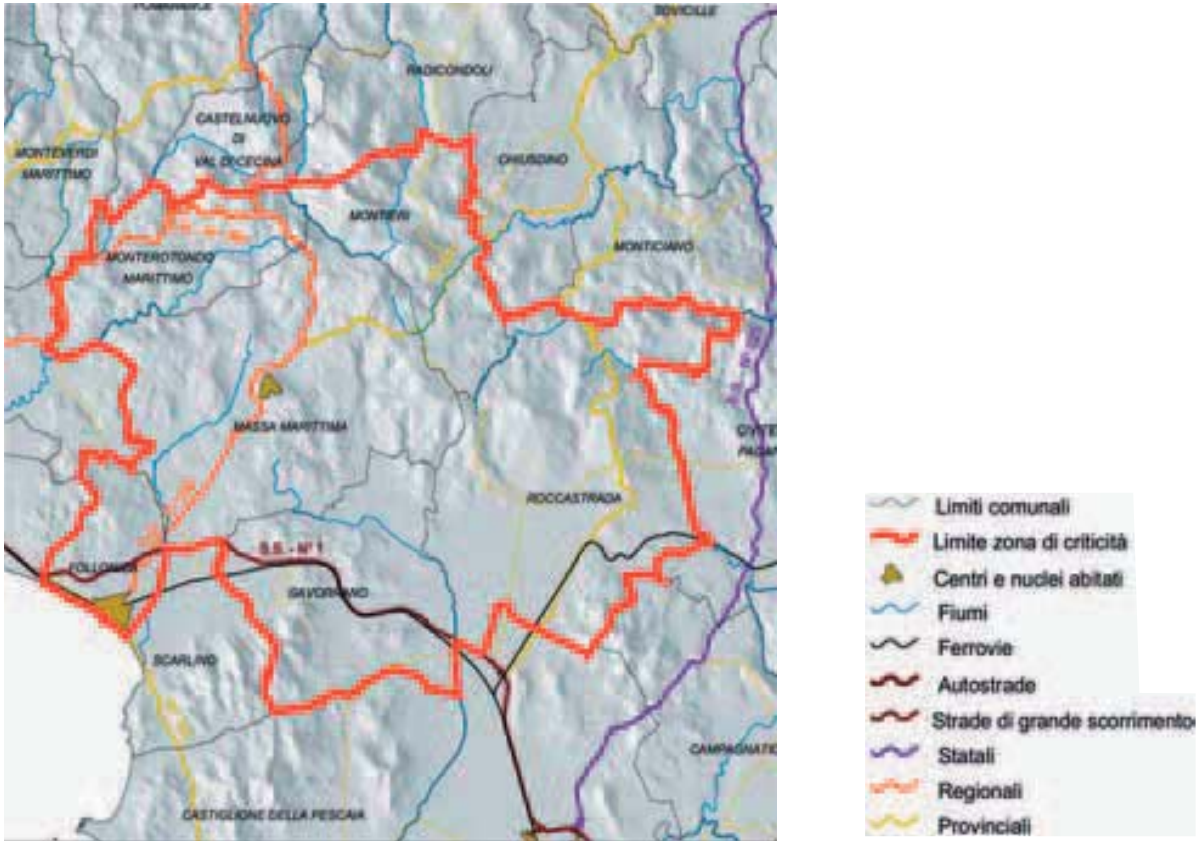 SOVICILLE
RADICONDOLI
CASTELNUOVO
DI
VAL DI CECINA
MONTEVERDI
MARITTIMO
CHIUSDINO
MONTIERI
MONTICIANO
MONTEROTONDO
MARITTIMO
MASSA MARITTIMA
ROCCASTRADA
S.S. - N° 1
FOLLONICA
GAVORRANO
SCARLINO
CAMPAGNATIC
CASTIGLIONE DELLA PESCAIA
Limiti comunali
Limite zona di criticità
Centri e nuclei abitati
Fiumi
Ferrovie
Autostrade
Strade di grande scorrimento
Statali
Regionali
Provinciali